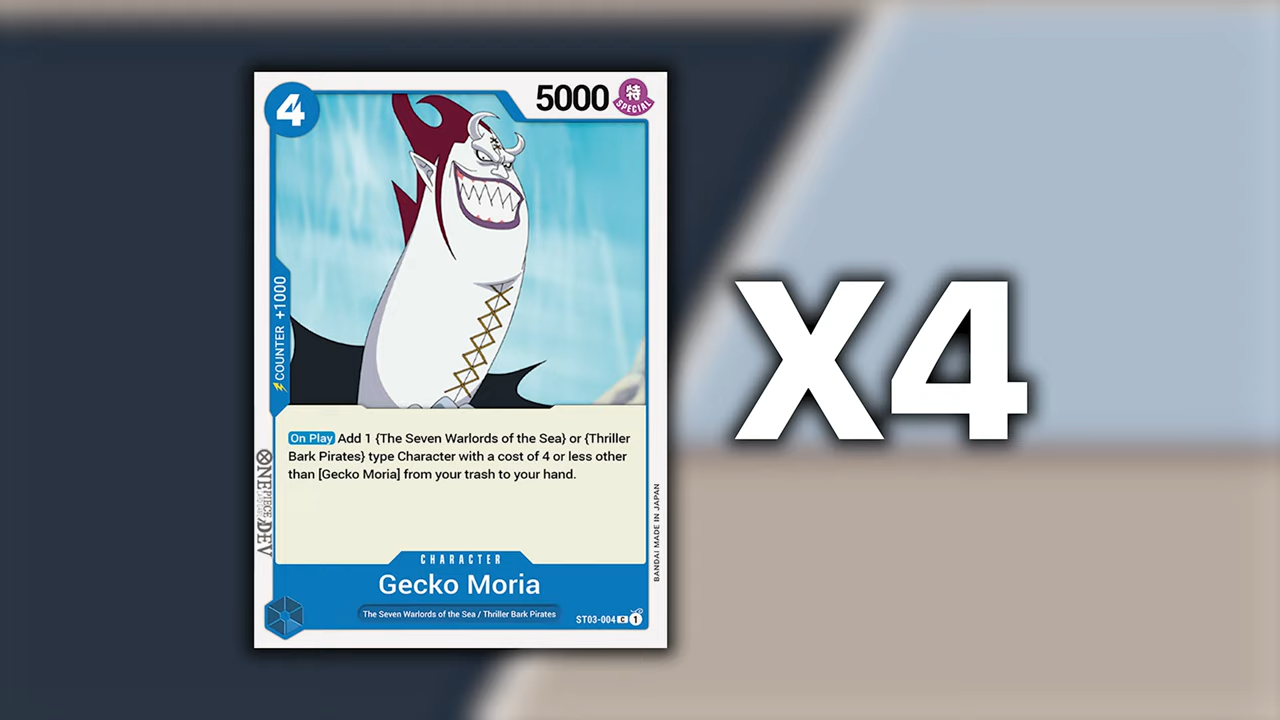 4
5000
特
SPECIAL
COUNTER +1000
On Play Add 1 {The Seven Warlords of the Sea} or {Thriller
Bark Pirates} type Character with a cost of 4 or less other
than [Gecko Moria] from your trash to your hand.
X4
ONE PIECE
DEV
BANDAI MADE IN JAPAN
CHARACTER
Gecko Moria
The Seven Warlords of the Sea / Thriller Bark Pirates
ST03-004 C 1